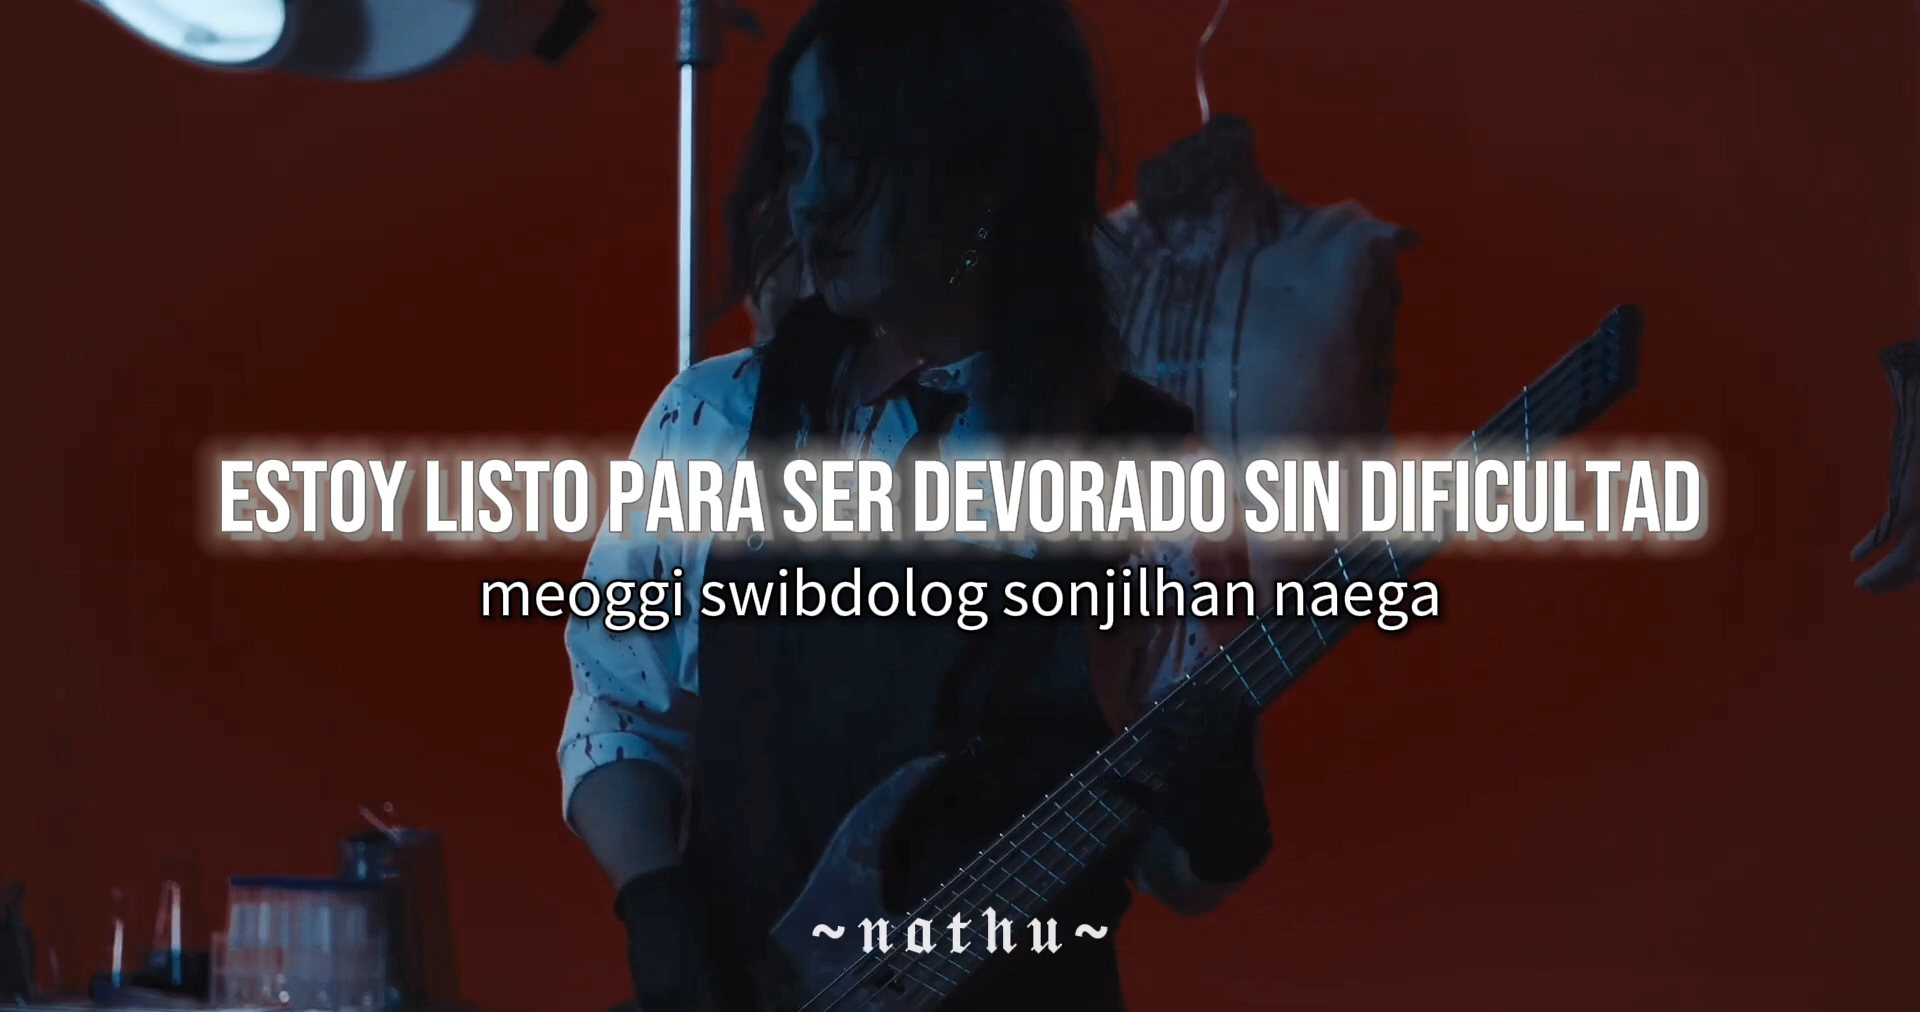 ESTOY LISTO PARA SER DEVORADO SIN DIFICULTAD
meoggi swibdolog sonjilhan naega
~nathu~